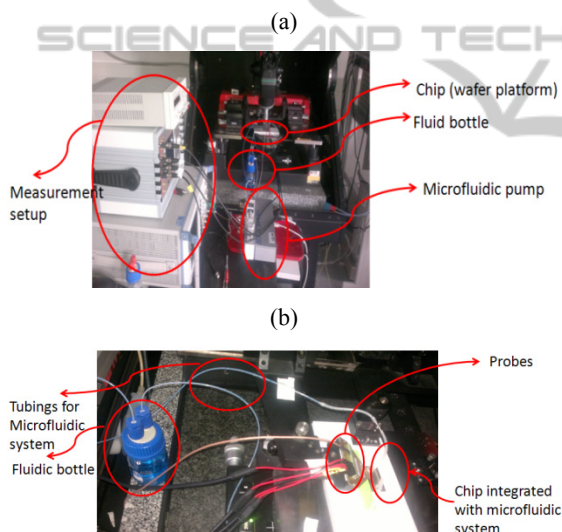 (a)
SCIENCE AND TECH
Chip (wafer platform)
Fluid bottle
Measurement
setup
Microfluidic pump
(b)
Probes
Tubings for
Microfluidic
system
Fluidic bottle
Chip integrated
with microfluidic
system